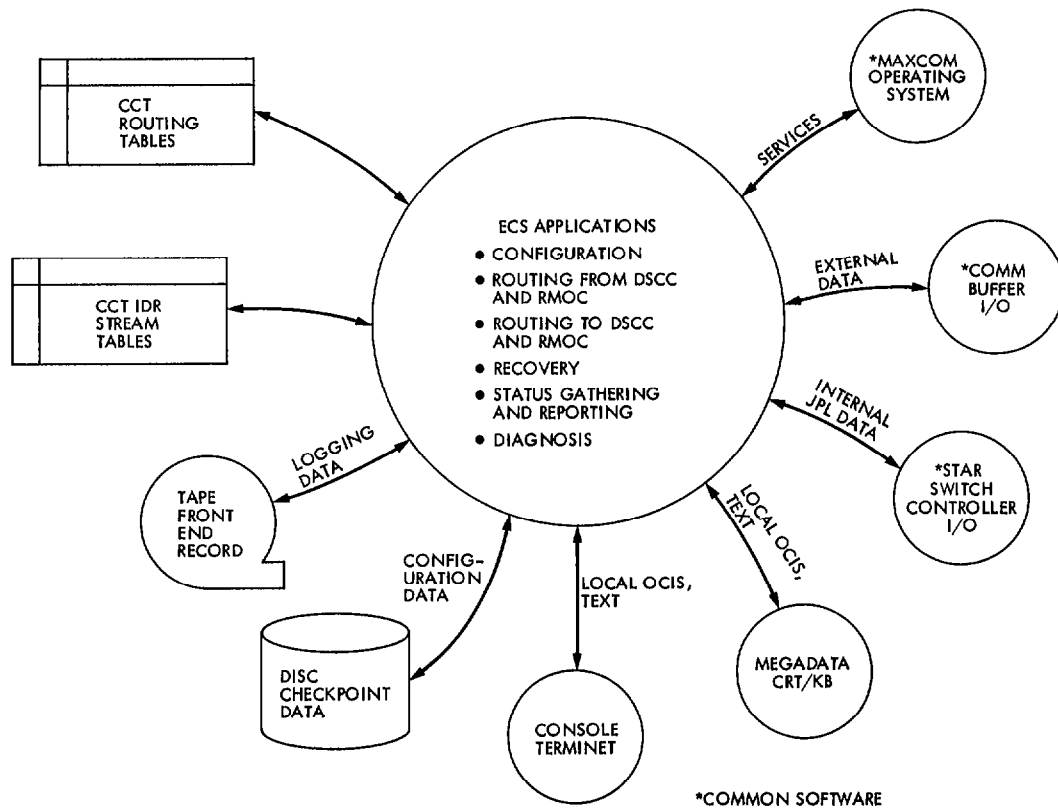 *MAXCOM
OPERATING
SYSTEM
CCT
ROUTING
TABLES
SERVICES
ECS APPLICATIONS
• CONFIGURATION
• ROUTING FROM DSCC
AND RMOC
• ROUTING TO DSCC
AND RMOC
• RECOVERY
• STATUS GATHERING
AND REPORTING
• DIAGNOSIS
EXTERNAL
DATA
*COMM
BUFFER
I/O
CCT IDR
STREAM
TABLES
INTERNAL
JPL DATA
*STAR
SWITCH
CONTROLLER
I/O
LOGGING
DATA
TAPE
FRONT
END
RECORD
LOCAL OCIS,
TEXT
CONFIG-
URATION
DATA
LOCAL OCIS,
TEXT
DISC
CHECKPOINT
DATA
MEGADATA
CRT/KB
CONSOLE
TERMINET
*COMMON SOFTWARE